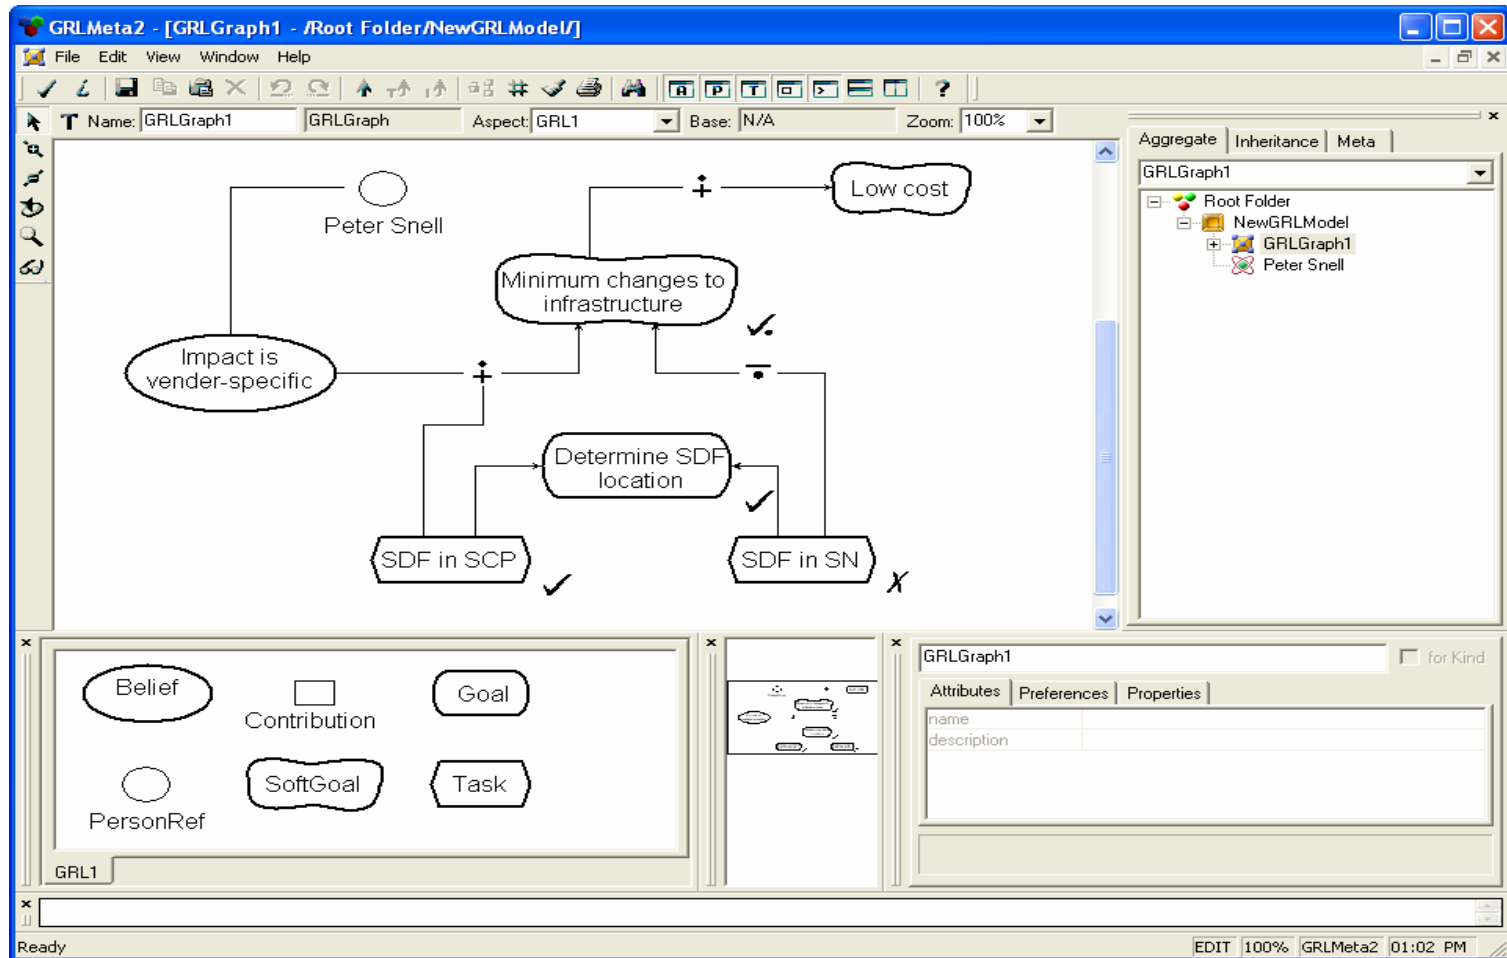 GRLMeta2 - [GRLGraph1 - /Root Folder/NewGRLModel/]
File Edit View Window Help
Name: GRLGraph1 GRLGraph Aspect: GRL1 Base: N/A Zoom: 100%
Aggregate Inheritance Meta
GRLGraph1
Root Folder
NewGRLModel
GRLGraph1
Peter Snell
Peter Snell
Low cost
Minimum changes to
infrastructure
Impact is
vender-specific
Determine SDF
location
SDF in SCP
SDF in SN
Belief
Contribution
Goal
PersonRef
SoftGoal
Task
GRL1
GRLGraph1 for Kind
Attributes Preferences Properties
name
description
Ready EDIT 100% GRLMeta2 01:02 PM